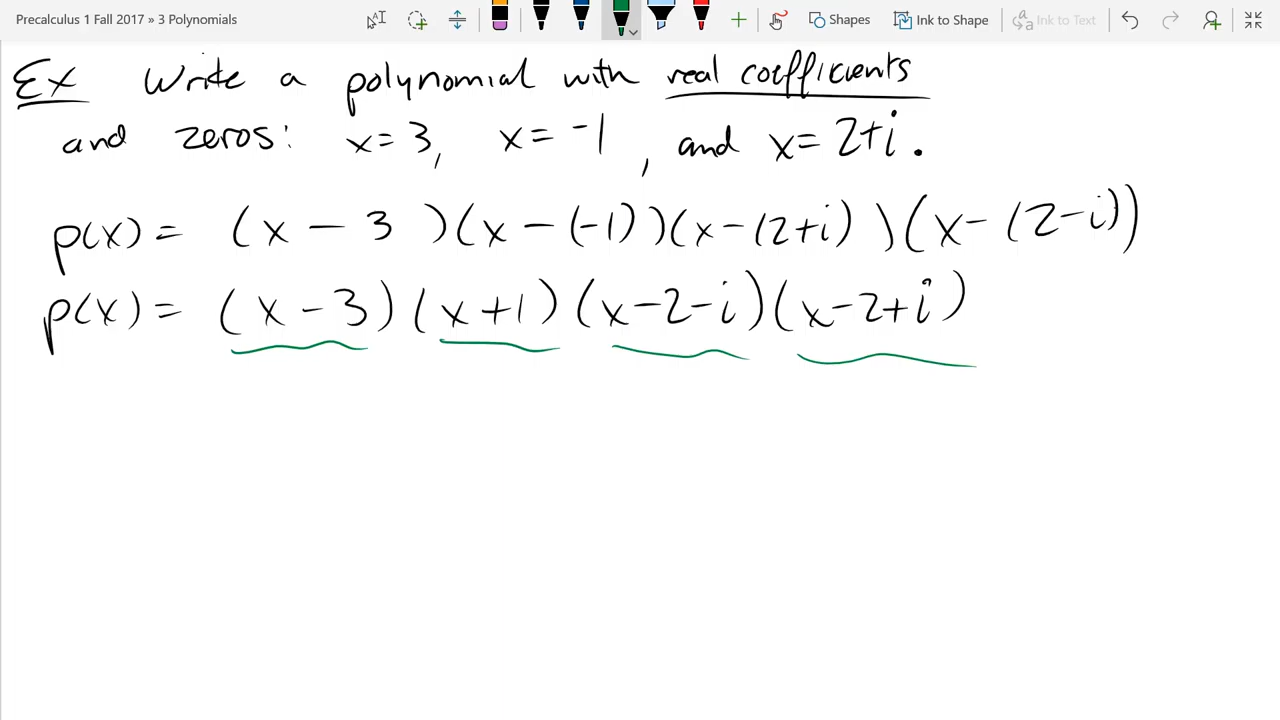 Precalculus 1 Fall 2017 » 3 Polynomials
Shapes
Ink to Shape
Ink to Text
Ex Write a polynomial with real coefficients
and zeros: x=3, x=-1, and x=2+i.
p(x) = (x-3)(x-(-1))(x-(2+i))(x-(2-i))
p(x) = (x-3)(x+1)(x-2-i)(x-2+i)